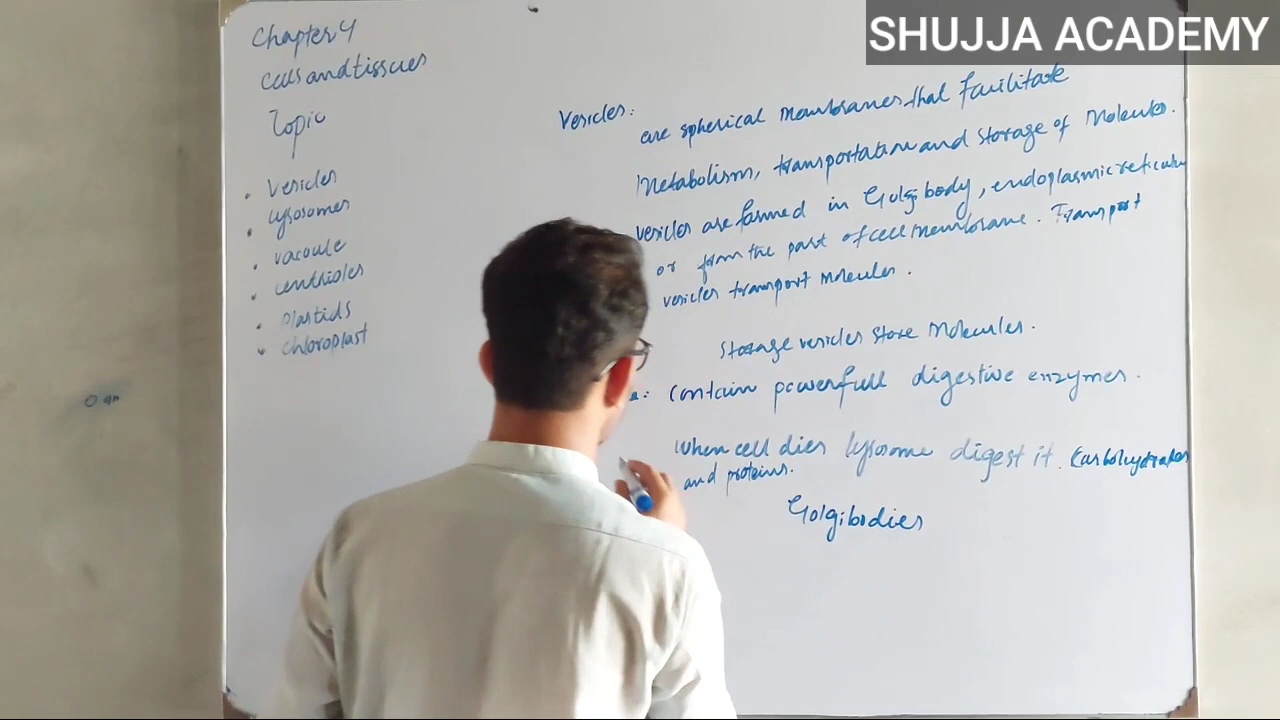 SHUJJA ACADEMY
Chapter 4
cells and tissues
Topic
• vesicles
• lysosomes
• vacoule
• centrioles
• Plastids
• chloroplast
Vesicles:
are spherical membranes that facilitate
Metabolism, transportation and storage of Molecules.
vesicles are formed in Golgibody, endoplasmic reticulum
or from the part of cell membrane. Transport
vesicles transport molecules.
Storage vesicles store Molecules.
Contain powerfull digestive enzymes.
When cell dies lysosome digest it. Carbohydrates
and proteins.
Golgibodies